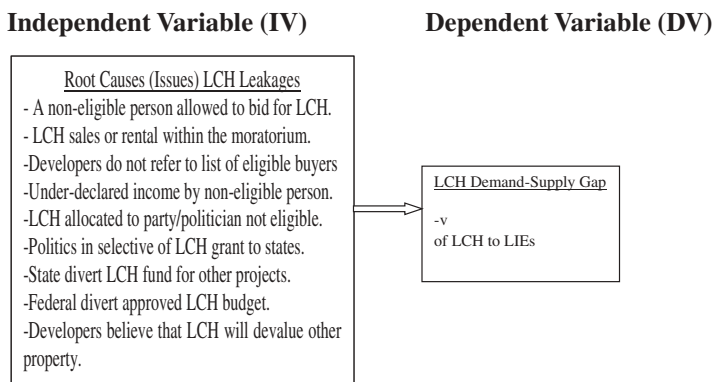 Independent Variable (IV)
Dependent Variable (DV)
Root Causes (Issues) LCH Leakages
- A non-eligible person allowed to bid for LCH.
- LCH sales or rental within the moratorium.
-Developers do not refer to list of eligible buyers
-Under-declared income by non-eligible person.
-LCH allocated to party/politician not eligible.
-Politics in selective of LCH grant to states.
-State divert LCH fund for other projects.
-Federal divert approved LCH budget.
-Developers believe that LCH will devalue other
property.
LCH Demand-Supply Gap
-v
of LCH to LIEs